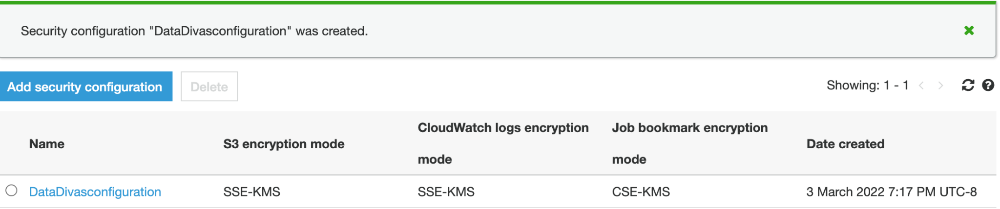 Security configuration "DataDivasconfiguration" was created.
Add security configuration
Delete
Showing: 1 - 1
Name
S3 encryption mode
CloudWatch logs encryption
mode
Job bookmark encryption
mode
Date created
DataDivasconfiguration
SSE-KMS
SSE-KMS
CSE-KMS
3 March 2022 7:17 PM UTC-8